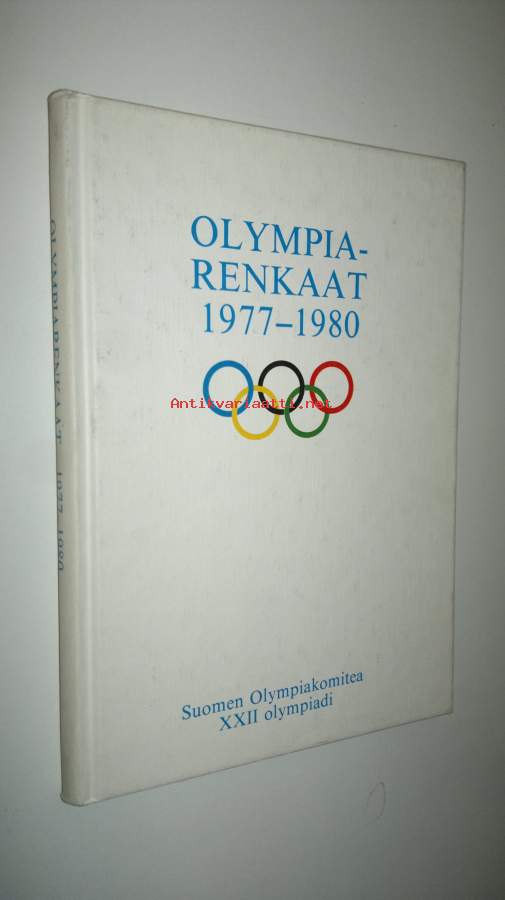 OLYMPIA-
RENKAAT
1977–1980
Antikvariaatti.net
Suomen Olympiakomitea
XXII olympiadi
OLYMPIARENKAAT 1977–1980